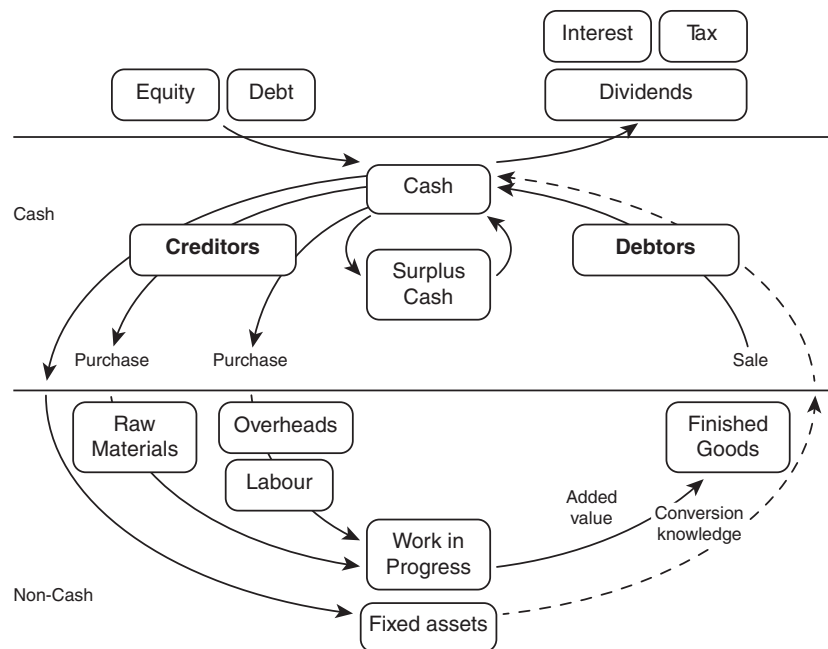 Interest
Tax
Equity
Debt
Dividends
Cash
Cash
Creditors
Debtors
Surplus
Cash
Purchase
Purchase
Sale
Raw
Materials
Overheads
Finished
Goods
Labour
Added
value
Conversion
knowledge
Work in
Progress
Non-Cash
Fixed assets